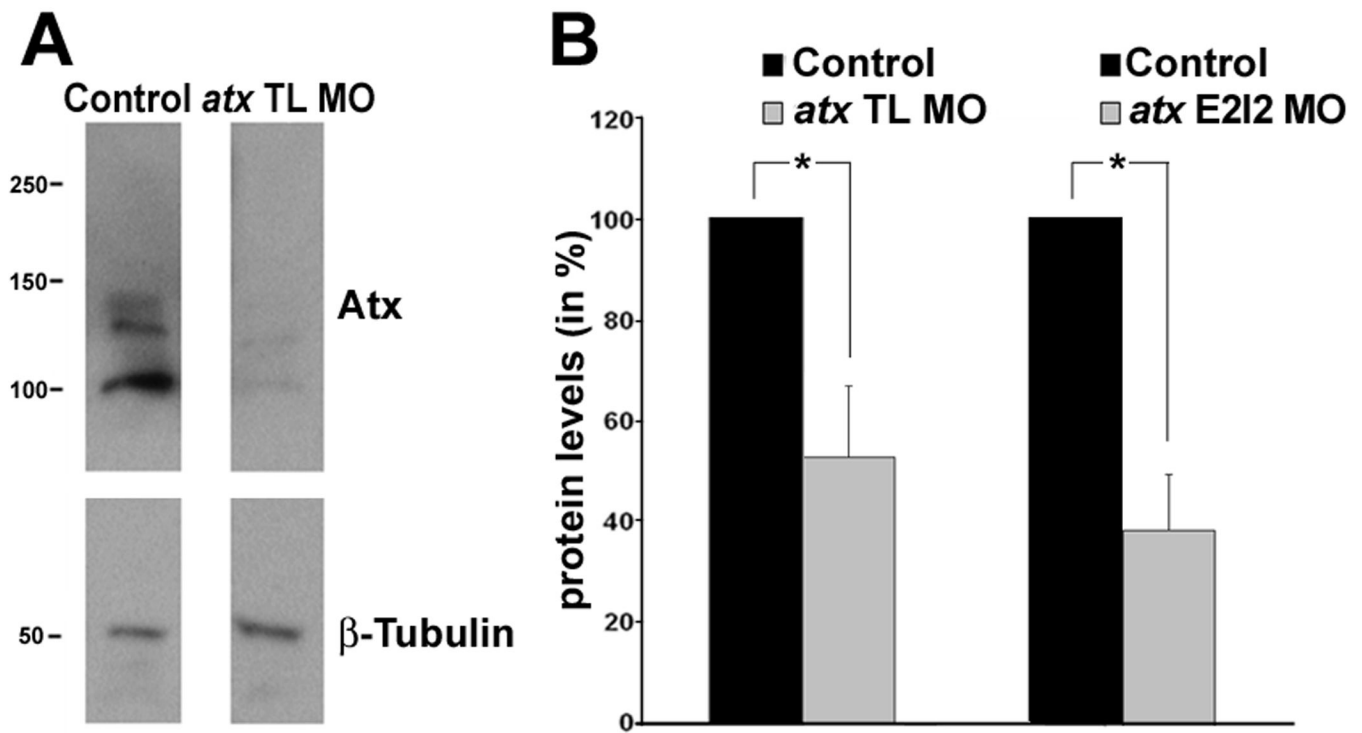 A
Control atx TL MO
250
150
100
Atx
50
β-Tubulin
B
Control
atx TL MO
Control
atx E2I2 MO
protein levels (in %)
120
100
80
60
40
20
0
*
*